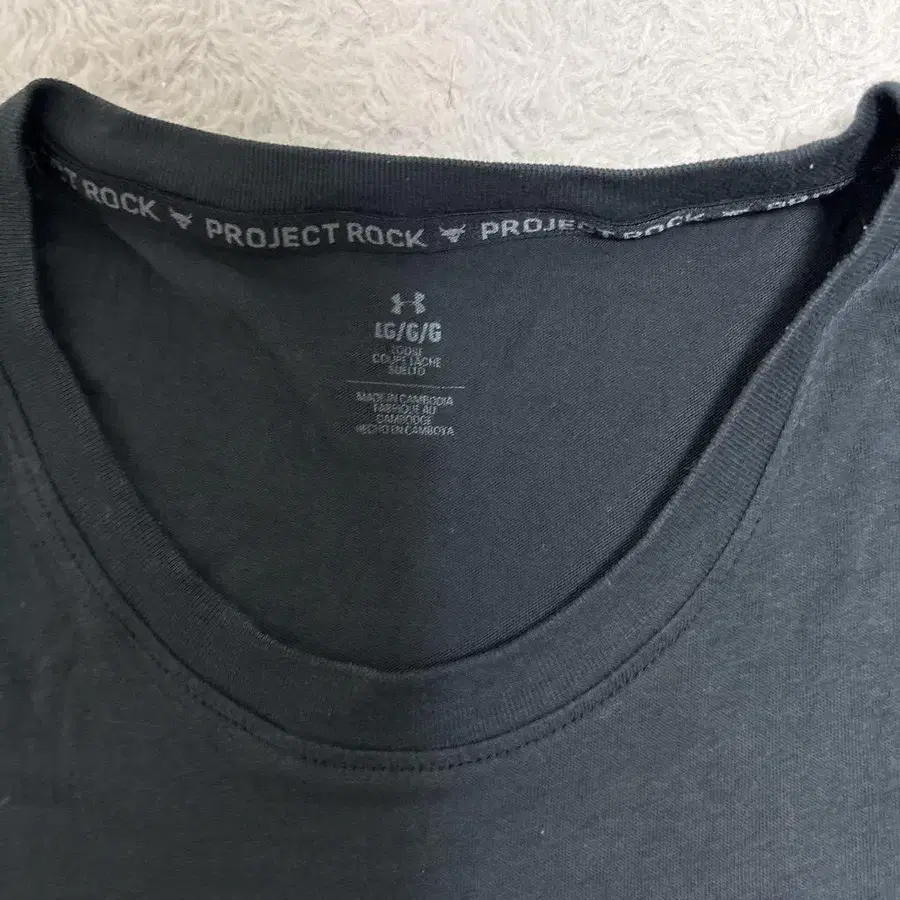 T ROCK PROJECT ROCK PROJECT ROCK
LG/G/G
LOOSE
COUPE LÂCHE
SUELTO
MADE IN CAMBODIA
FABRIQUÉ AU
CAMBODGE
HECHO EN CAMBOYA